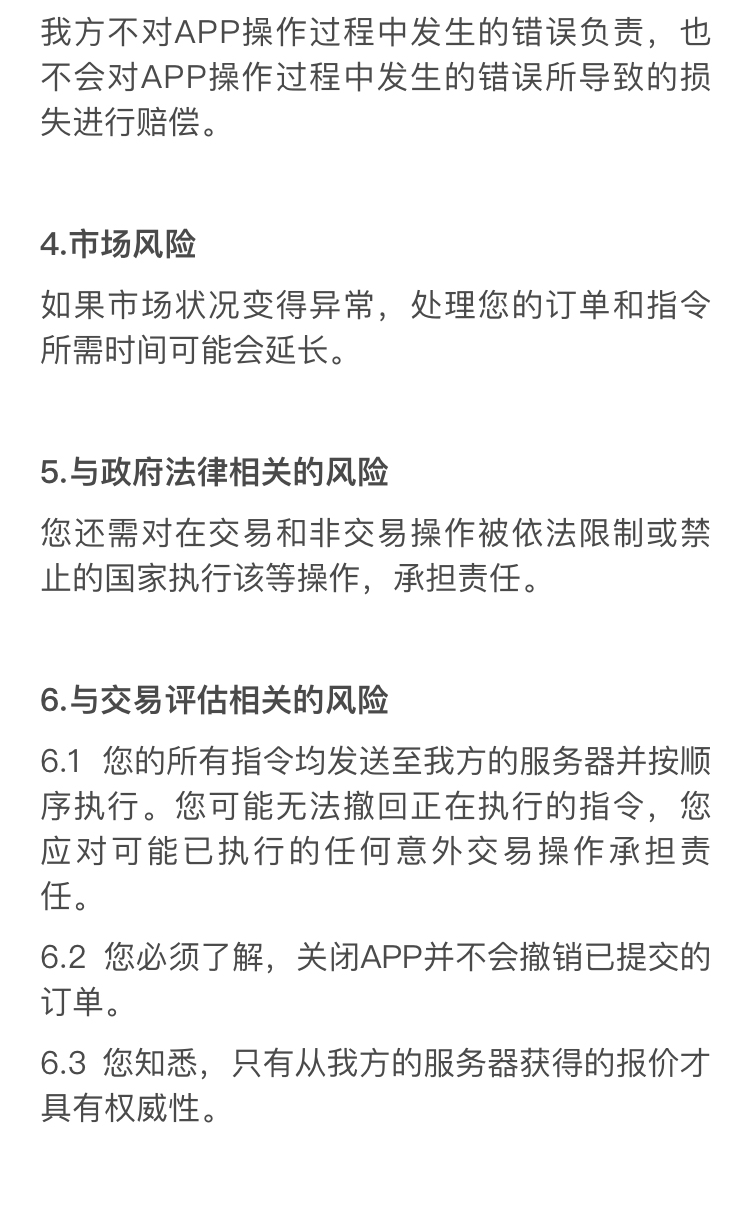 我方不对APP操作过程中发生的错误负责，也
不会对APP操作过程中发生的错误所导致的损
失进行赔偿。
4.市场风险
如果市场状况变得异常，处理您的订单和指令
所需时间可能会延长。
5.与政府法律相关的风险
您还需对在交易和非交易操作被依法限制或禁
止的国家执行该等操作，承担责任。
6.与交易评估相关的风险
6.1 您的所有指令均发送至我方的服务器并按顺
序执行。您可能无法撤回正在执行的指令，您
应对可能已执行的任何意外交易操作承担责
任。
6.2 您必须了解，关闭APP并不会撤销已提交的
订单。
6.3 您知悉，只有从我方的服务器获得的报价才
具有权威性。